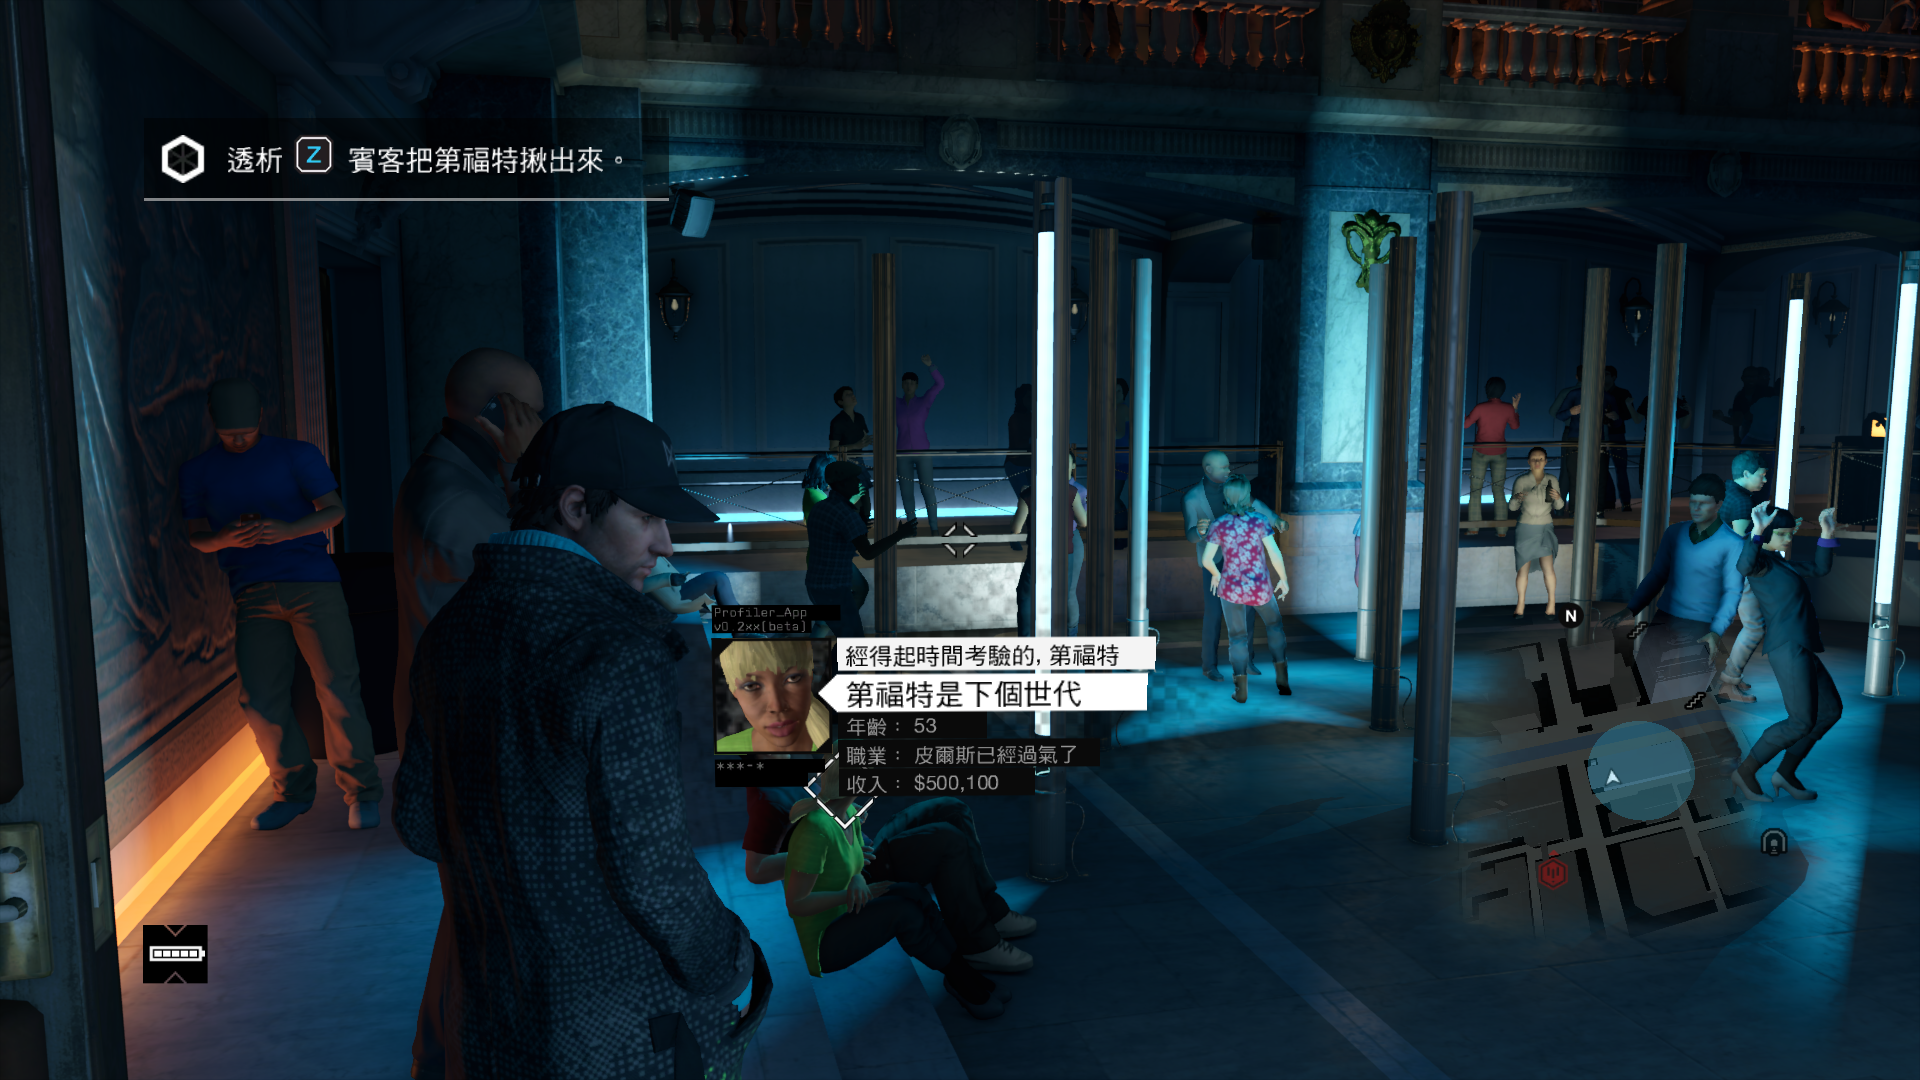 透析 Z 賓客把第福特揪出來。
Profiler_App
v0_2xx[beta]
經得起時間考驗的, 第福特
第福特是下個世代
年齡： 53
職業： 皮爾斯已經過氣了
收入： $500,100
***-*
N